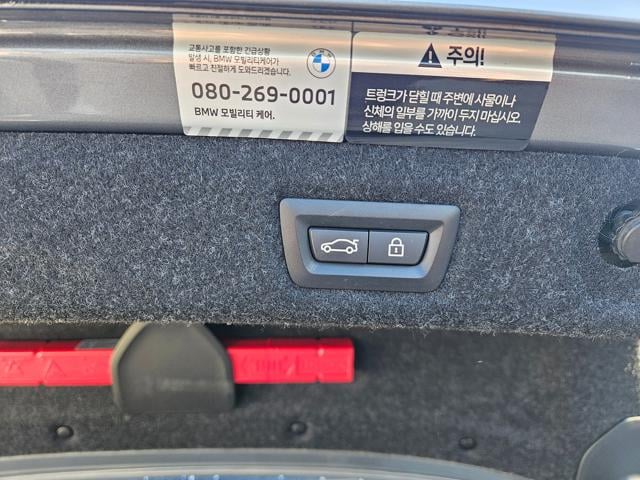 교통사고를 포함한 긴급상황
발생 시, BMW 모빌리티케어가
빠르고 친절하게 도와드리겠습니다.
080-269-0001
BMW 모빌리티 케어.
주의!
트렁크가 닫힐 때 주변에 사물이나
신체의 일부를 가까이 두지 마십시오.
상해를 입을 수도 있습니다.